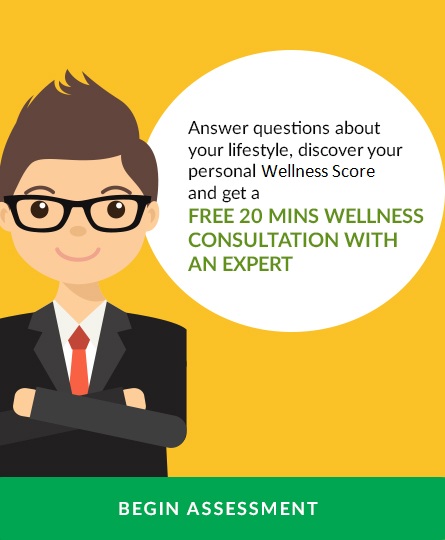 Answer questions about
your lifestyle, discover your
personal Wellness Score
and get a
FREE 20 MINS WELLNESS
CONSULTATION WITH
AN EXPERT
BEGIN ASSESSMENT